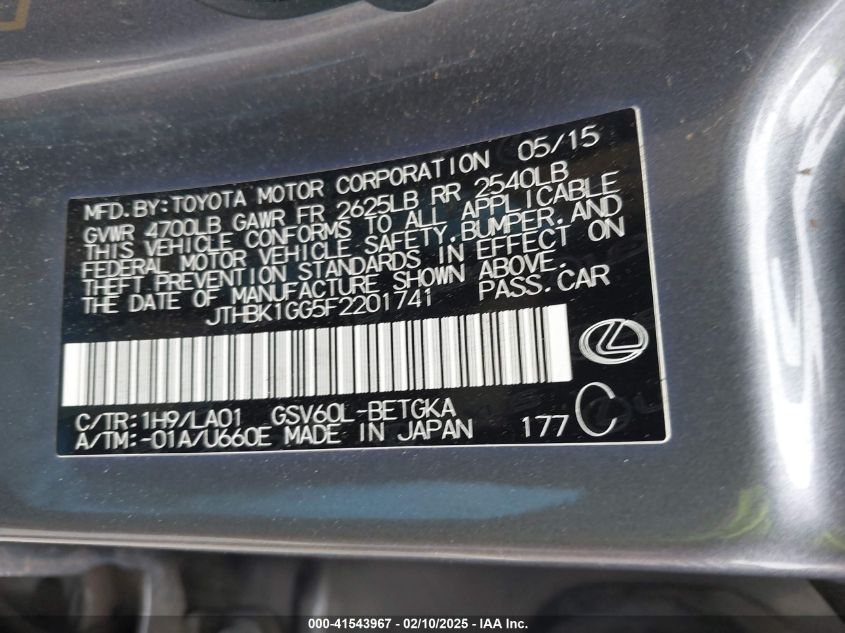 MFD.BY:TOYOTA MOTOR CORPORATION 05/15
GVWR 4700LB GAWR FR 2625LB RR 2540LB
THIS VEHICLE CONFORMS TO ALL APPLICABLE
FEDERAL MOTOR VEHICLE SAFETY,BUMPER,AND
THEFT PREVENTION STANDARDS IN EFFECT ON
THE DATE OF MANUFACTURE SHOWN ABOVE.
JTHBK1GG5F2201741 PASS.CAR
C/TR:1H9/LA01 GSV60L-BETGKA
A/TM:-01A/U660E MADE IN JAPAN 177 C
000-41543967 - 02/10/2025 - IAA Inc.